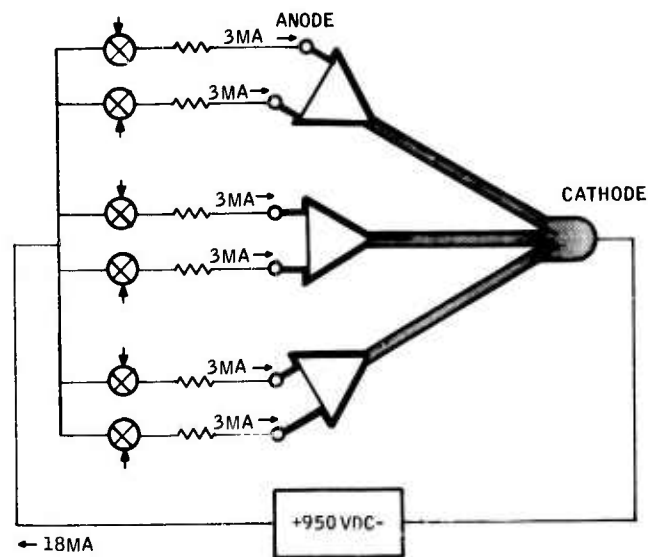 ANODE
3MA →
3MA →
CATHODE
3MA →
3MA →
3MA →
3MA →
+950 VDC-
← 18MA